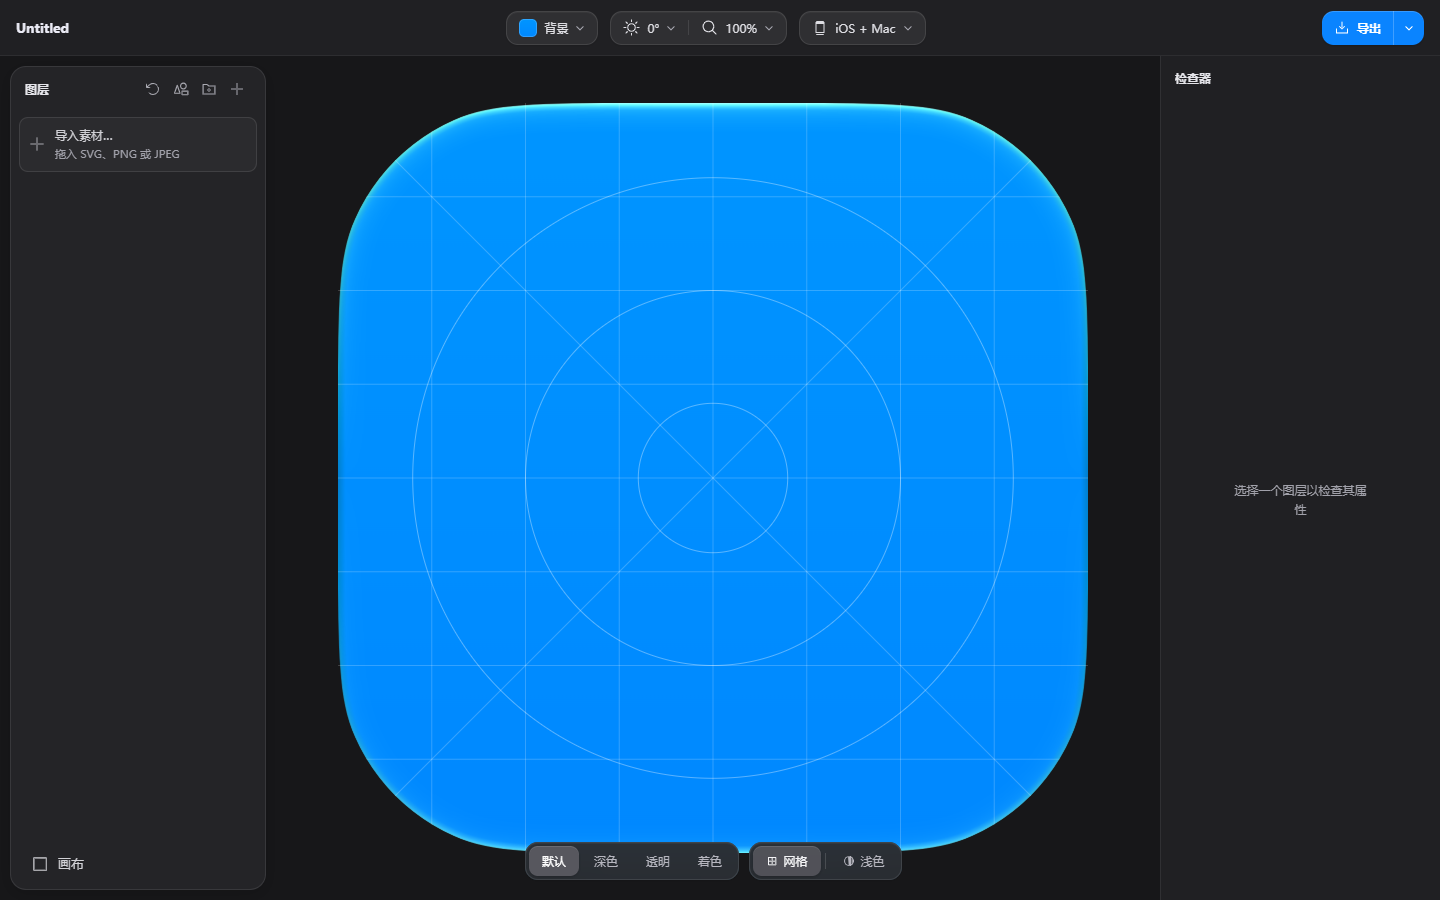 Untitled
背景
0°
100%
iOS + Mac
导出
图层
导入素材...
拖入 SVG、PNG 或 JPEG
画布
默认
深色
透明
着色
网格
浅色
检查器
选择一个图层以检查其属
性